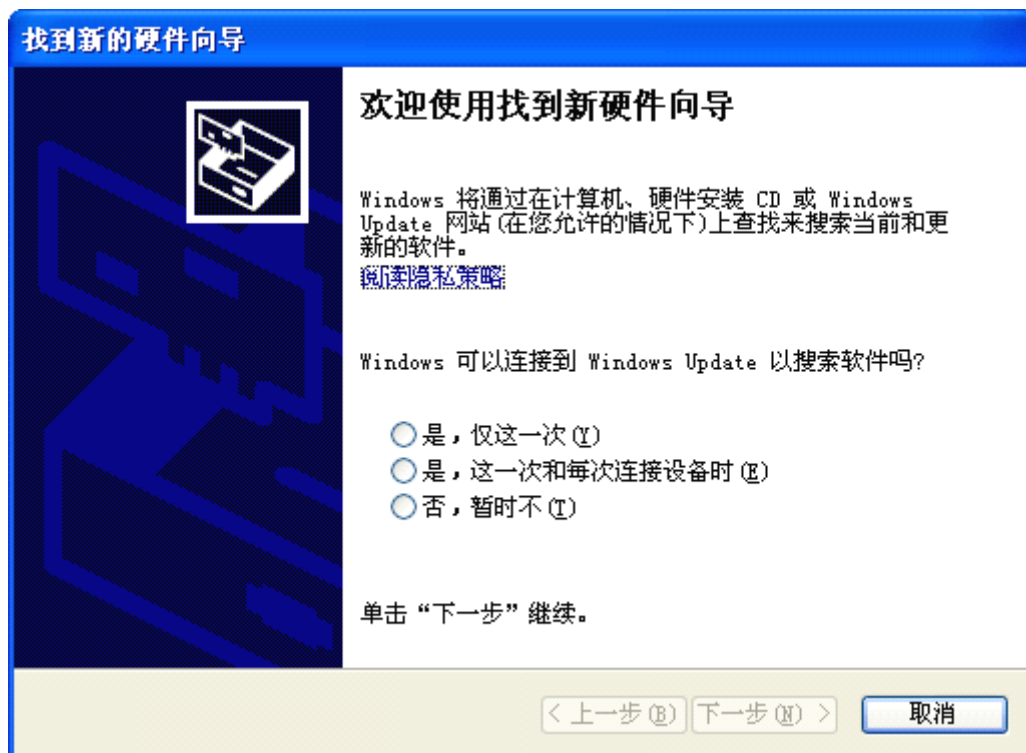 找到新的硬件向导
欢迎使用找到新硬件向导
Windows 将通过在计算机、硬件安装 CD 或 Windows
Update 网站(在您允许的情况下)上查找来搜索当前和更
新的软件。
阅读隐私策略
Windows 可以连接到 Windows Update 以搜索软件吗?
是，仅这一次(Y)
是，这一次和每次连接设备时(E)
否，暂时不(T)
单击“下一步”继续。
< 上一步(B) 下一步(N) > 取消